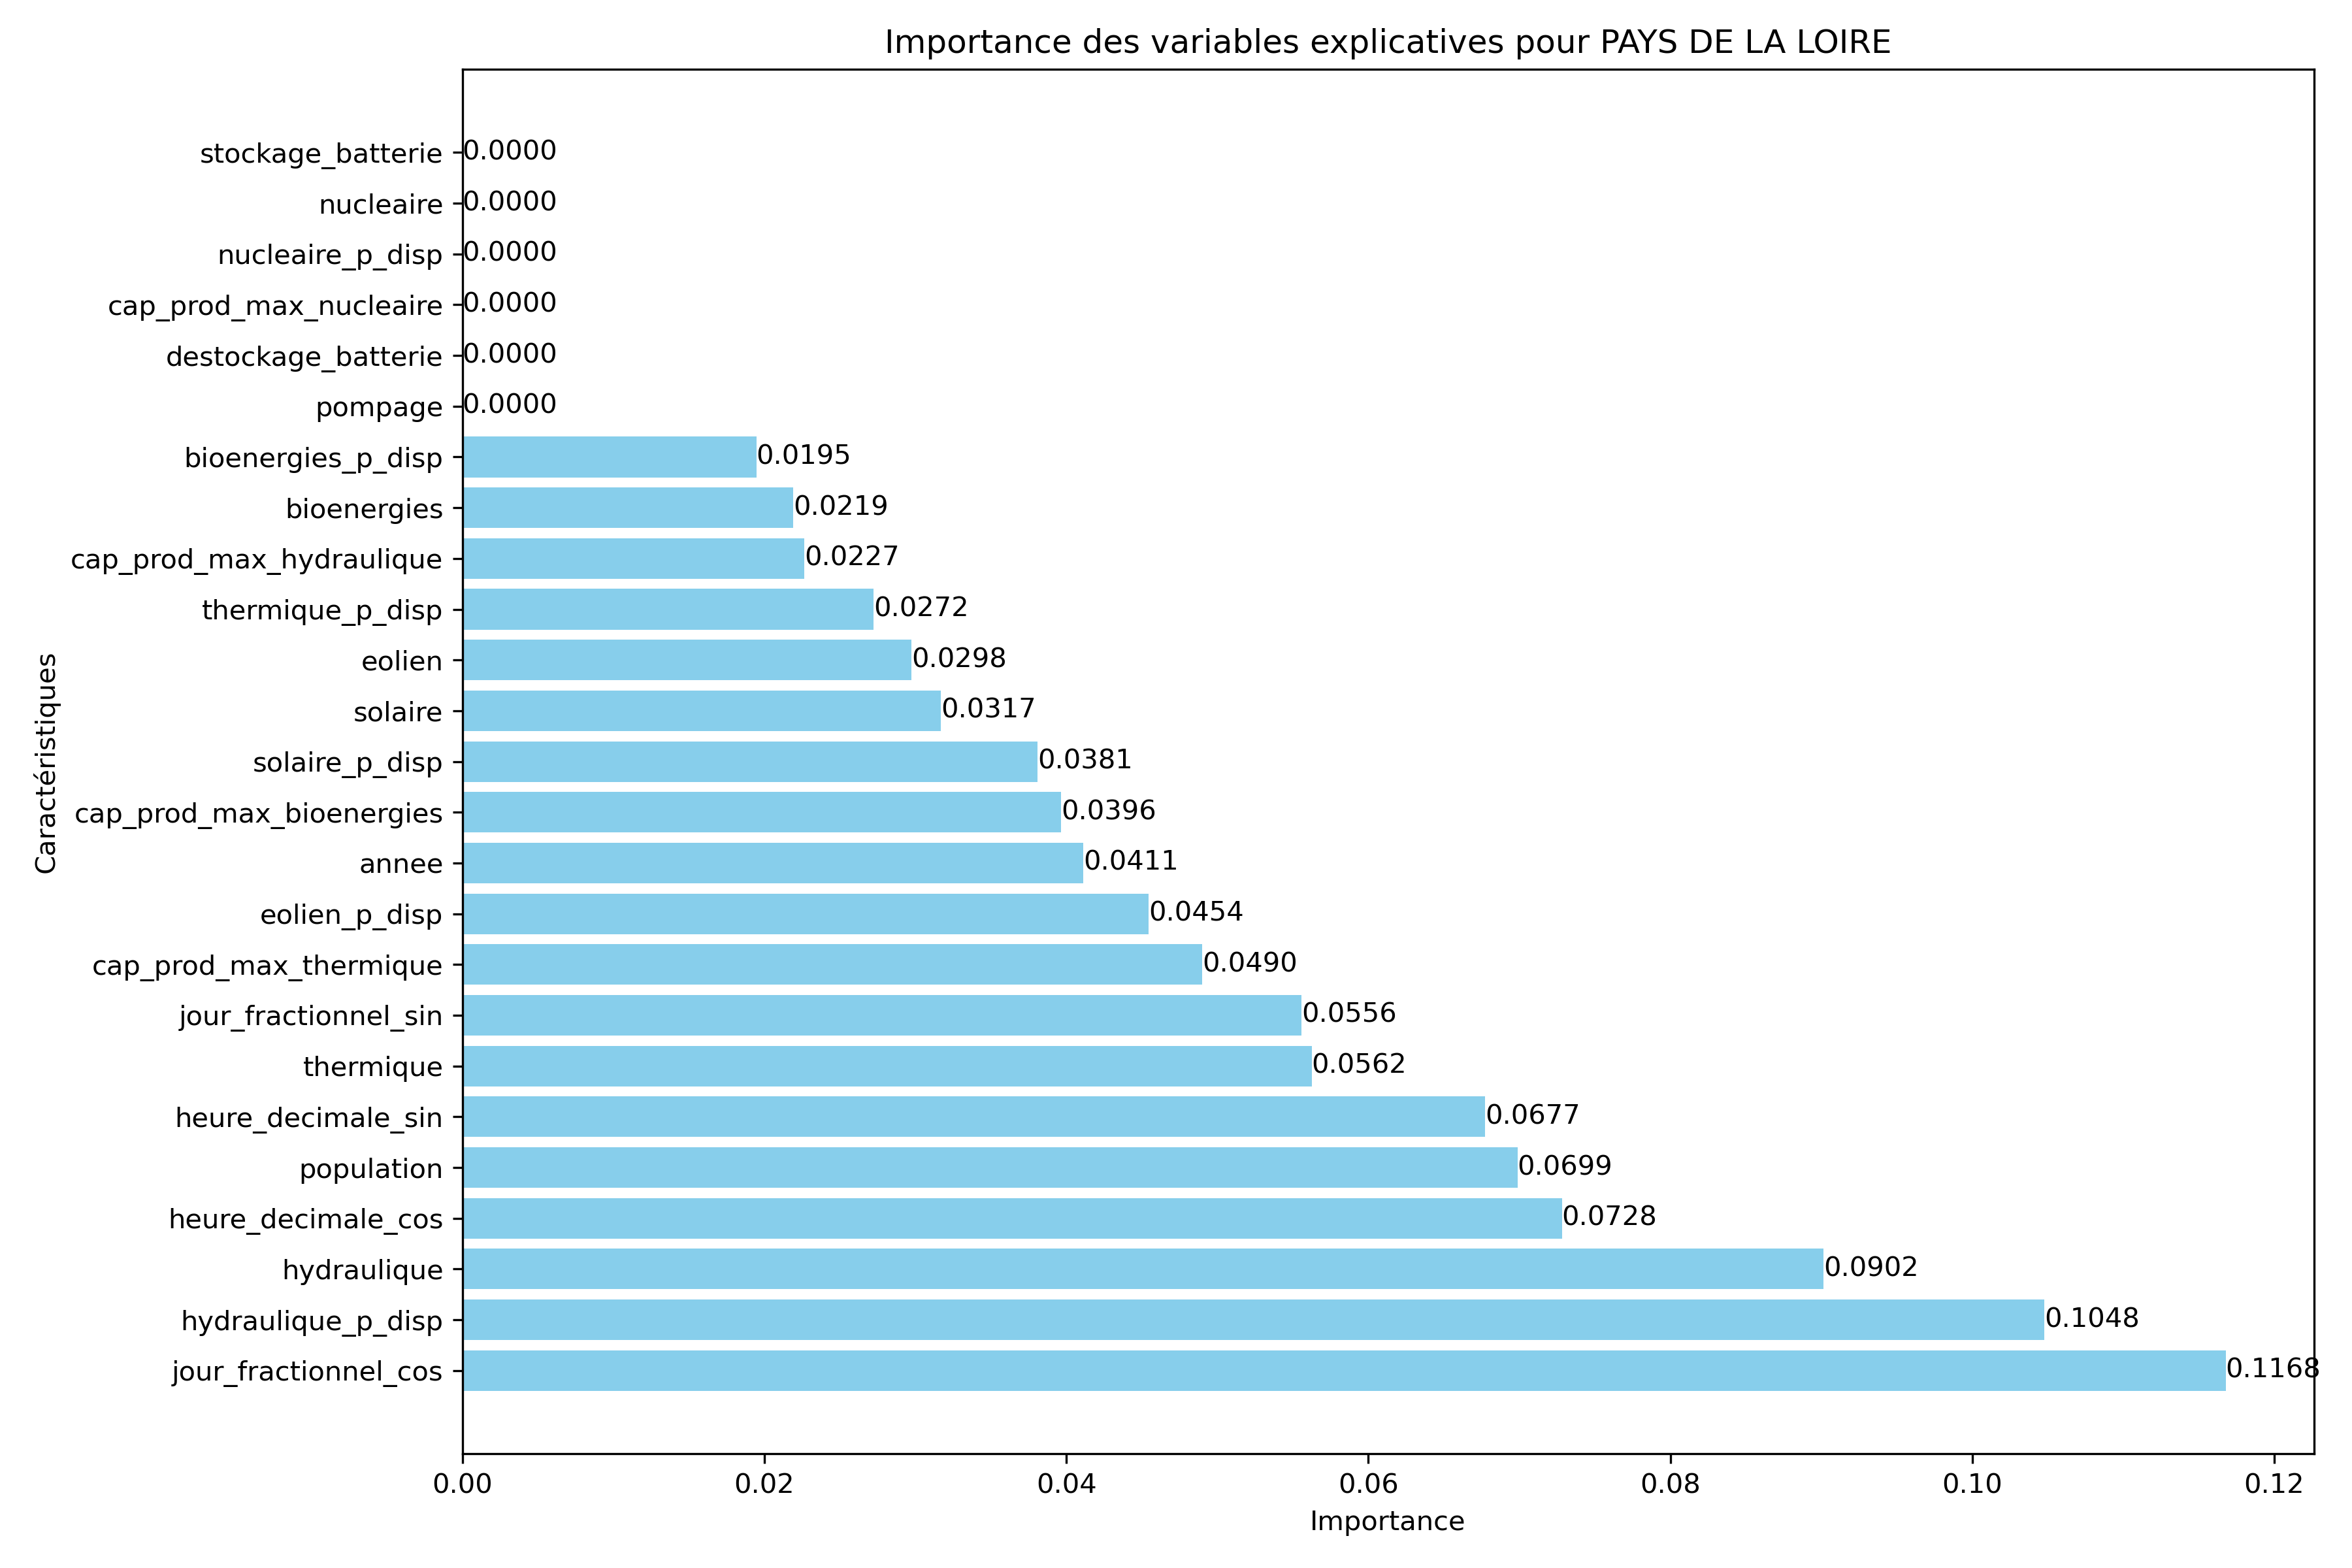 Importance des variables explicatives pour PAYS DE LA LOIRE
stockage_batterie 0.0000
nucleaire 0.0000
nucleaire_p_disp 0.0000
cap_prod_max_nucleaire 0.0000
destockage_batterie 0.0000
pompage 0.0000
bioenergies_p_disp 0.0195
bioenergies 0.0219
cap_prod_max_hydraulique 0.0227
thermique_p_disp 0.0272
eolien 0.0298
solaire 0.0317
solaire_p_disp 0.0381
cap_prod_max_bioenergies 0.0396
annee 0.0411
eolien_p_disp 0.0454
cap_prod_max_thermique 0.0490
jour_fractionnel_sin 0.0556
thermique 0.0562
heure_decimale_sin 0.0677
population 0.0699
heure_decimale_cos 0.0728
hydraulique 0.0902
hydraulique_p_disp 0.1048
jour_fractionnel_cos 0.1168
Caractéristiques
0.00 0.02 0.04 0.06 0.08 0.10 0.12
Importance